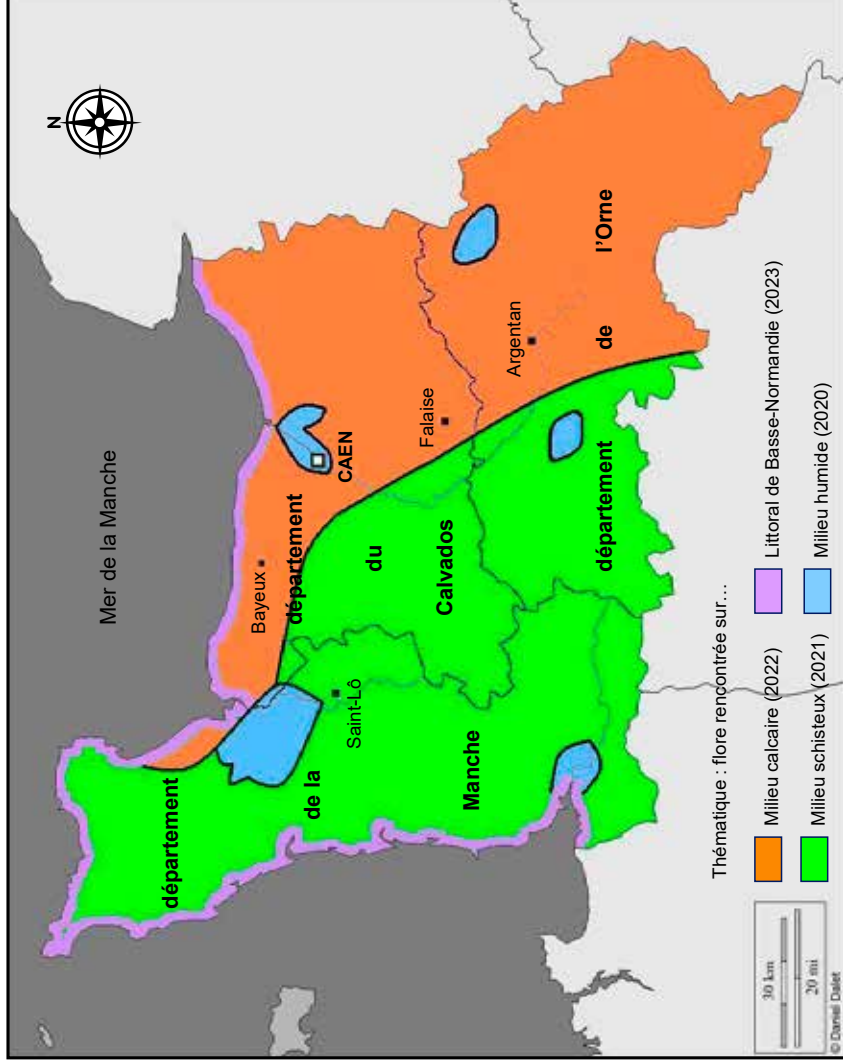 N
Mer de la Manche
Bayeux
CAEN
département
Saint-Lô
Falaise
du
Calvados
département
de la
Manche
Argentan
département
de
l'Orne
Thématique : flore rencontrée sur…
Milieu calcaire (2022)
Littoral de Basse-Normandie (2023)
Milieu schisteux (2021)
Milieu humide (2020)
30 km
20 mi
© Daniel Dalet